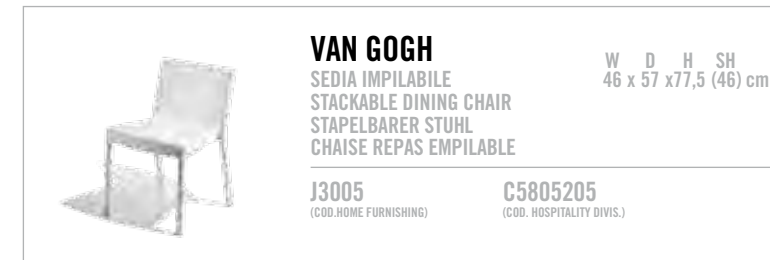 VAN GOGH
SEDIA IMPILABILE
STACKABLE DINING CHAIR
STAPELBARER STUHL
CHAISE REPAS EMPILABLE
W D H SH
46 x 57 x77,5 (46) cm
J3005
(COD.HOME FURNISHING)
C5805205
(COD. HOSPITALITY DIVIS.)